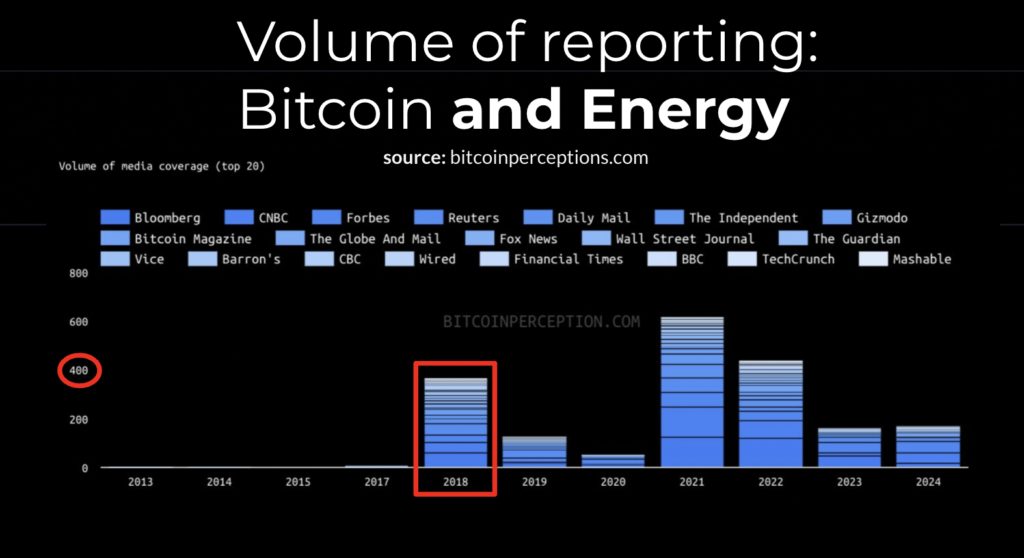 Volume of reporting:
Bitcoin and Energy
source: bitcoinperceptions.com
Volume of media coverage (top 20)
Bloomberg CNBC Forbes Reuters Daily Mail The Independent Gizmodo
Bitcoin Magazine The Globe And Mail Fox News Wall Street Journal The Guardian
Vice Barron's CBC Wired Financial Times BBC TechCrunch Mashable
800
600
BITCOINPERCEPTION.COM
400
200
0
2013 2014 2015 2017 2018 2019 2020 2021 2022 2023 2024